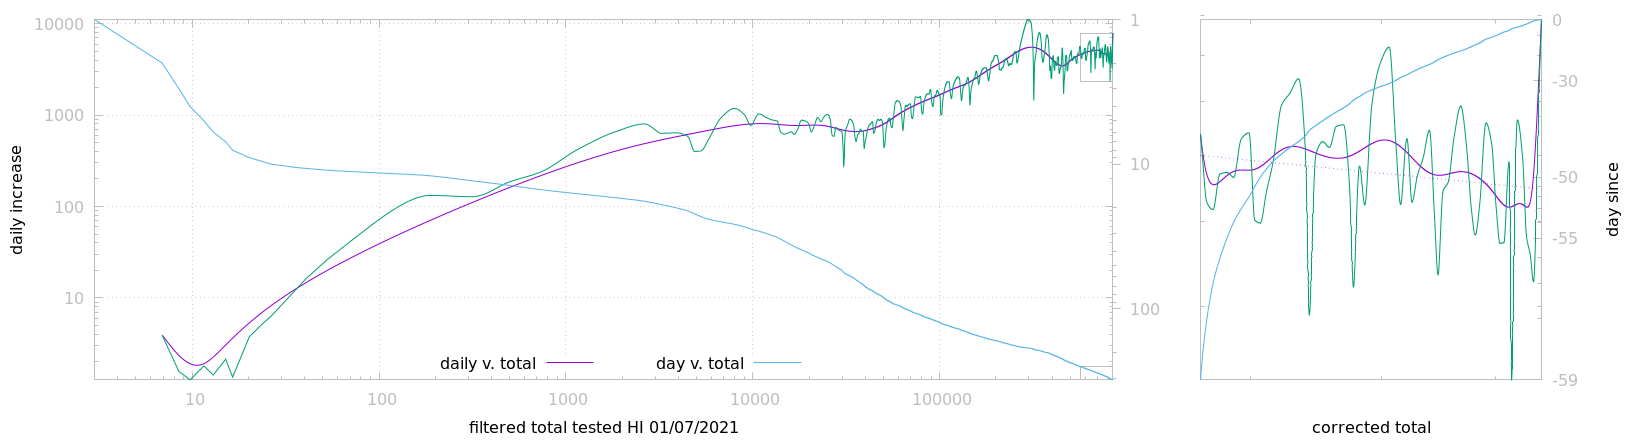 10000
1000
100
10
daily increase
10
100
1000
10000
100000
1
10
100
daily v. total
day v. total
filtered total tested HI 01/07/2021
0
-30
-50
-55
-59
day since
corrected total